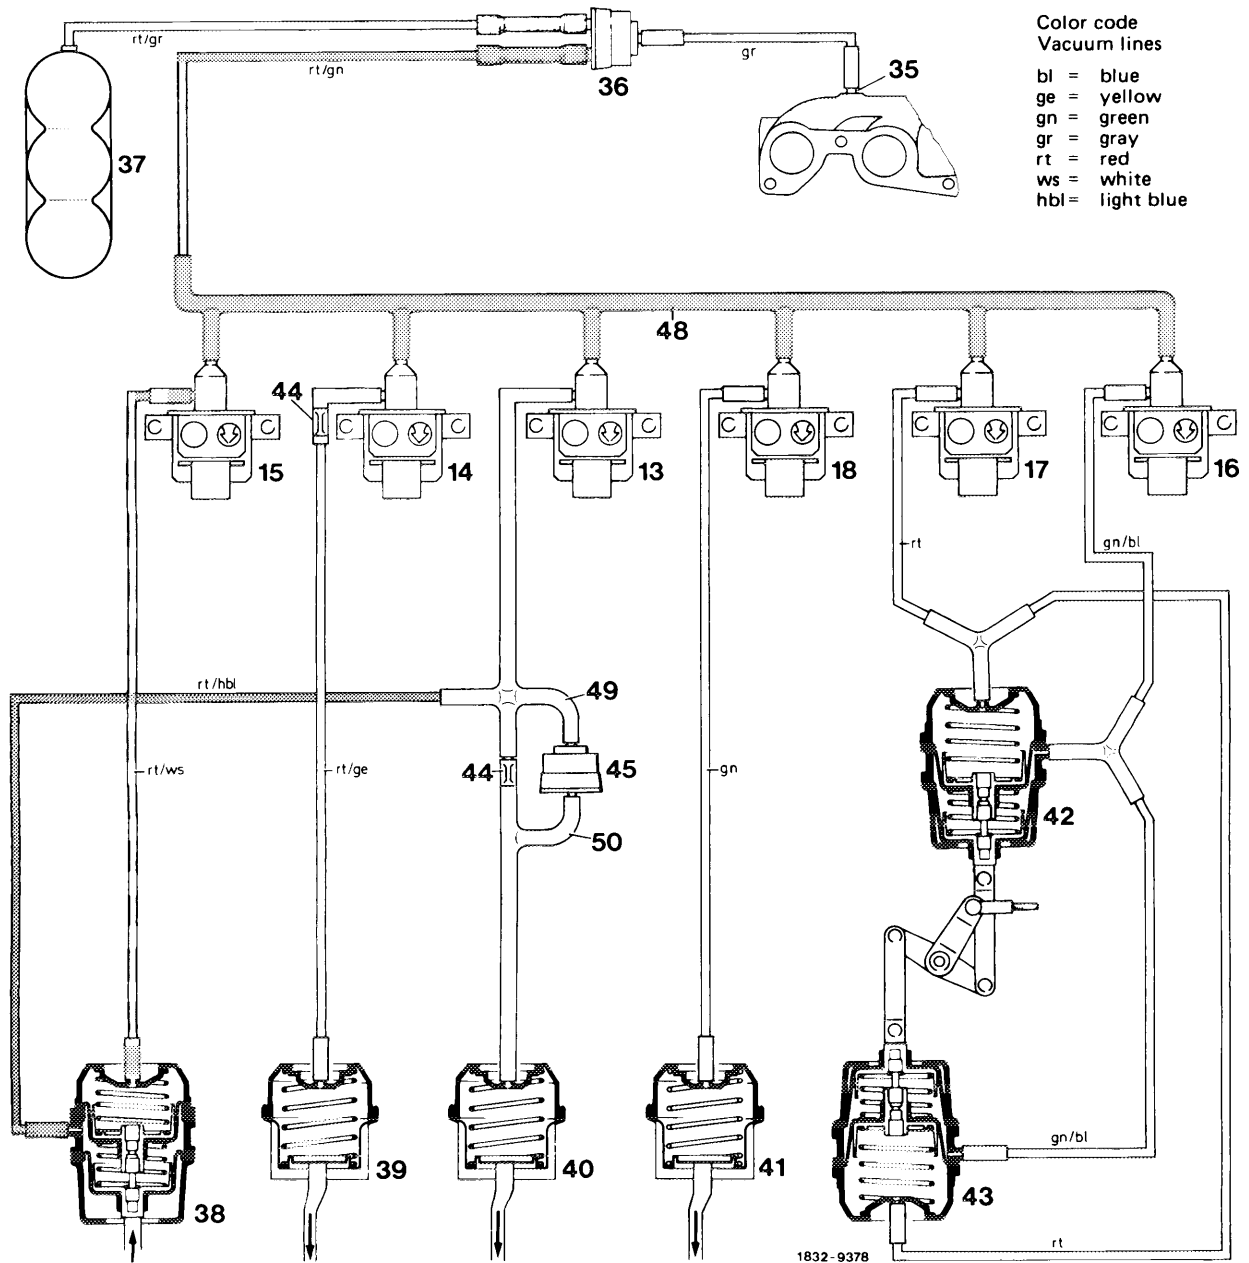 Color code
Vacuum lines
bl = blue
ge = yellow
gn = green
gr = gray
rt = red
ws = white
hbl = light blue
rt/gr
rt/gn
gr
35
36
37
48
44
15
14
13
18
17
16
rt
gn/bl
rt/hbl
49
rt/ws
rt/ge
44
45
gn
50
42
gn/bl
38
39
40
41
43
rt
1832-9378